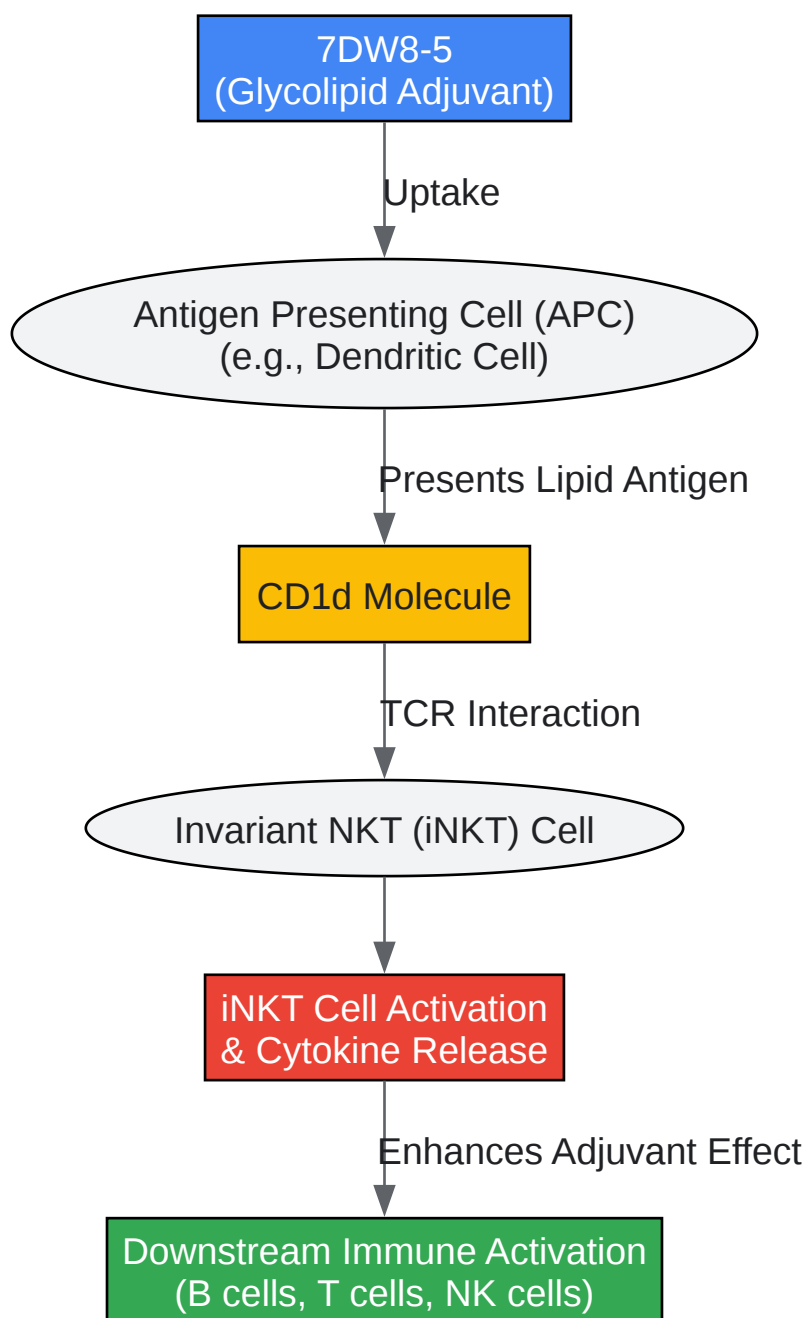 7DW8-5
(Glycolipid Adjuvant)
Uptake
Antigen Presenting Cell (APC)
(e.g., Dendritic Cell)
Presents Lipid Antigen
CD1d Molecule
TCR Interaction
Invariant NKT (iNKT) Cell
iNKT Cell Activation
& Cytokine Release
Enhances Adjuvant Effect
Downstream Immune Activation
(B cells, T cells, NK cells)